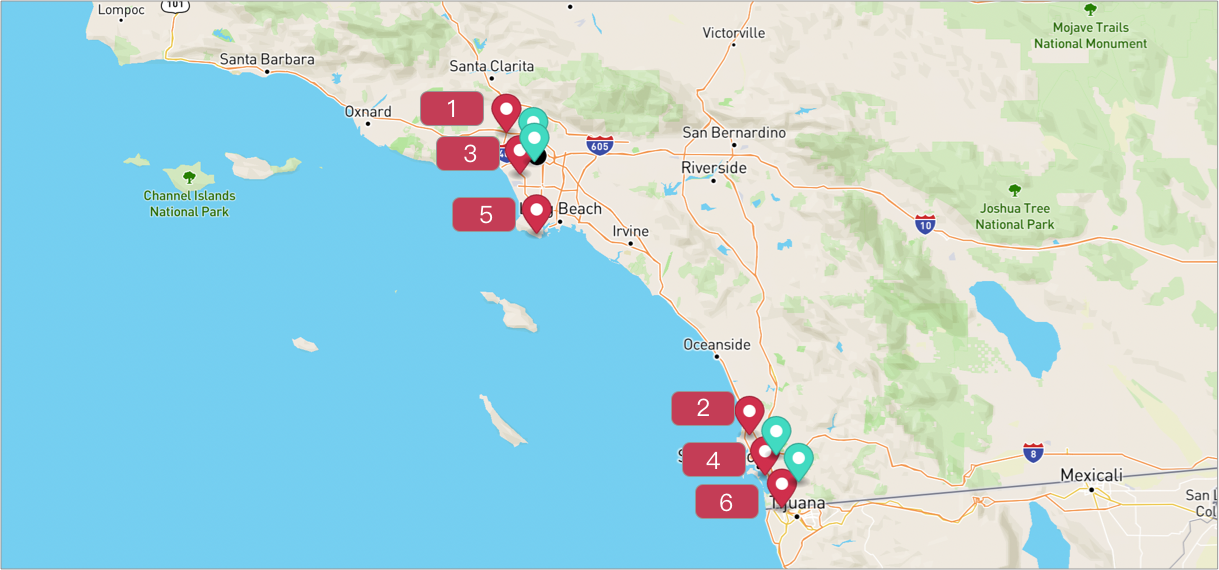 Lompoc
101
Santa Barbara
Santa Clarita
Victorville
Mojave Trails
National Monument
Oxnard
1
605
San Bernardino
3
Riverside
Channel Islands
National Park
5
Beach
Irvine
Joshua Tree
National Park
10
Oceanside
2
4
8
Mexicali
6
Tijuana
San L
Col